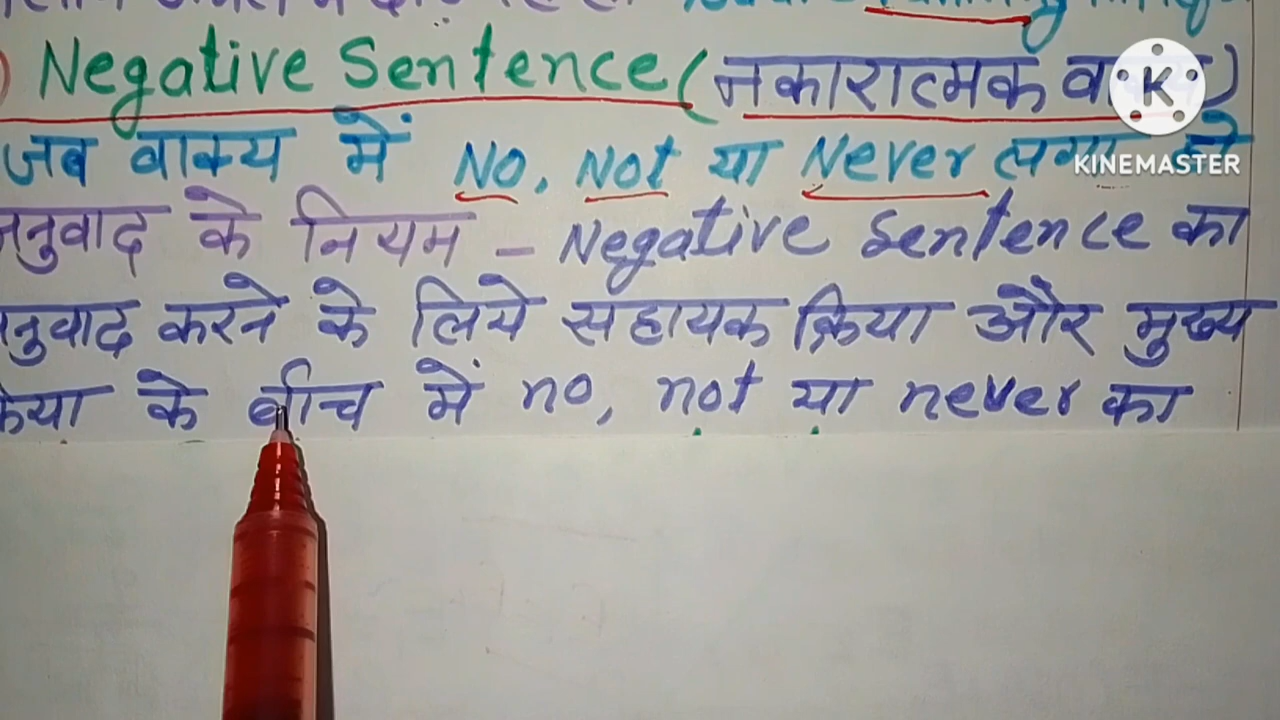 ) Negative Sentence (नकारात्मक वाक्य)
जब वाक्य में No, Not या Never लगा हो
अनुवाद के नियम – Negative Sentence का
अनुवाद करने के लिये सहायक क्रिया और मुख्य
क्रिया के बीच में no, not या never का
K
KINEMASTER